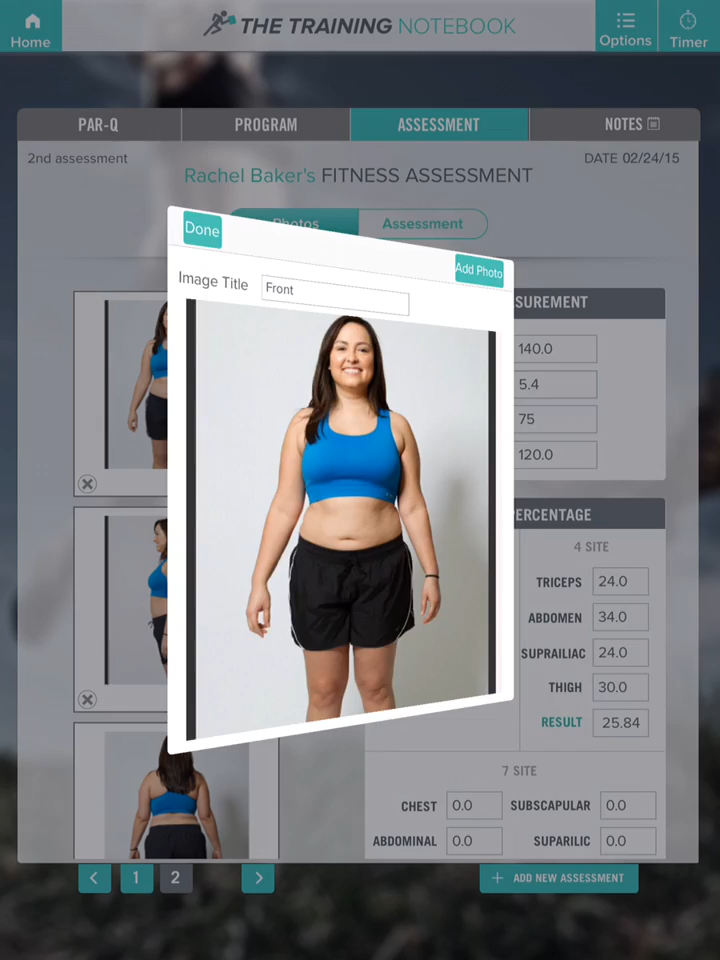 Home
THE TRAINING NOTEBOOK
Options
Timer
PAR-Q
PROGRAM
ASSESSMENT
NOTES
2nd assessment
DATE 02/24/15
Rachel Baker's FITNESS ASSESSMENT
Photos
Assessment
Done
Add Photo
Image Title
Front
SUREMENT
140.0
5.4
75
120.0
ERCENTAGE
4 SITE
TRICEPS 24.0
ABDOMEN 34.0
SUPRAILIAC 24.0
THIGH 30.0
RESULT 25.84
7 SITE
CHEST 0.0 SUBSCAPULAR 0.0
ABDOMINAL 0.0 SUPARILIC 0.0
1
2
+ ADD NEW ASSESSMENT